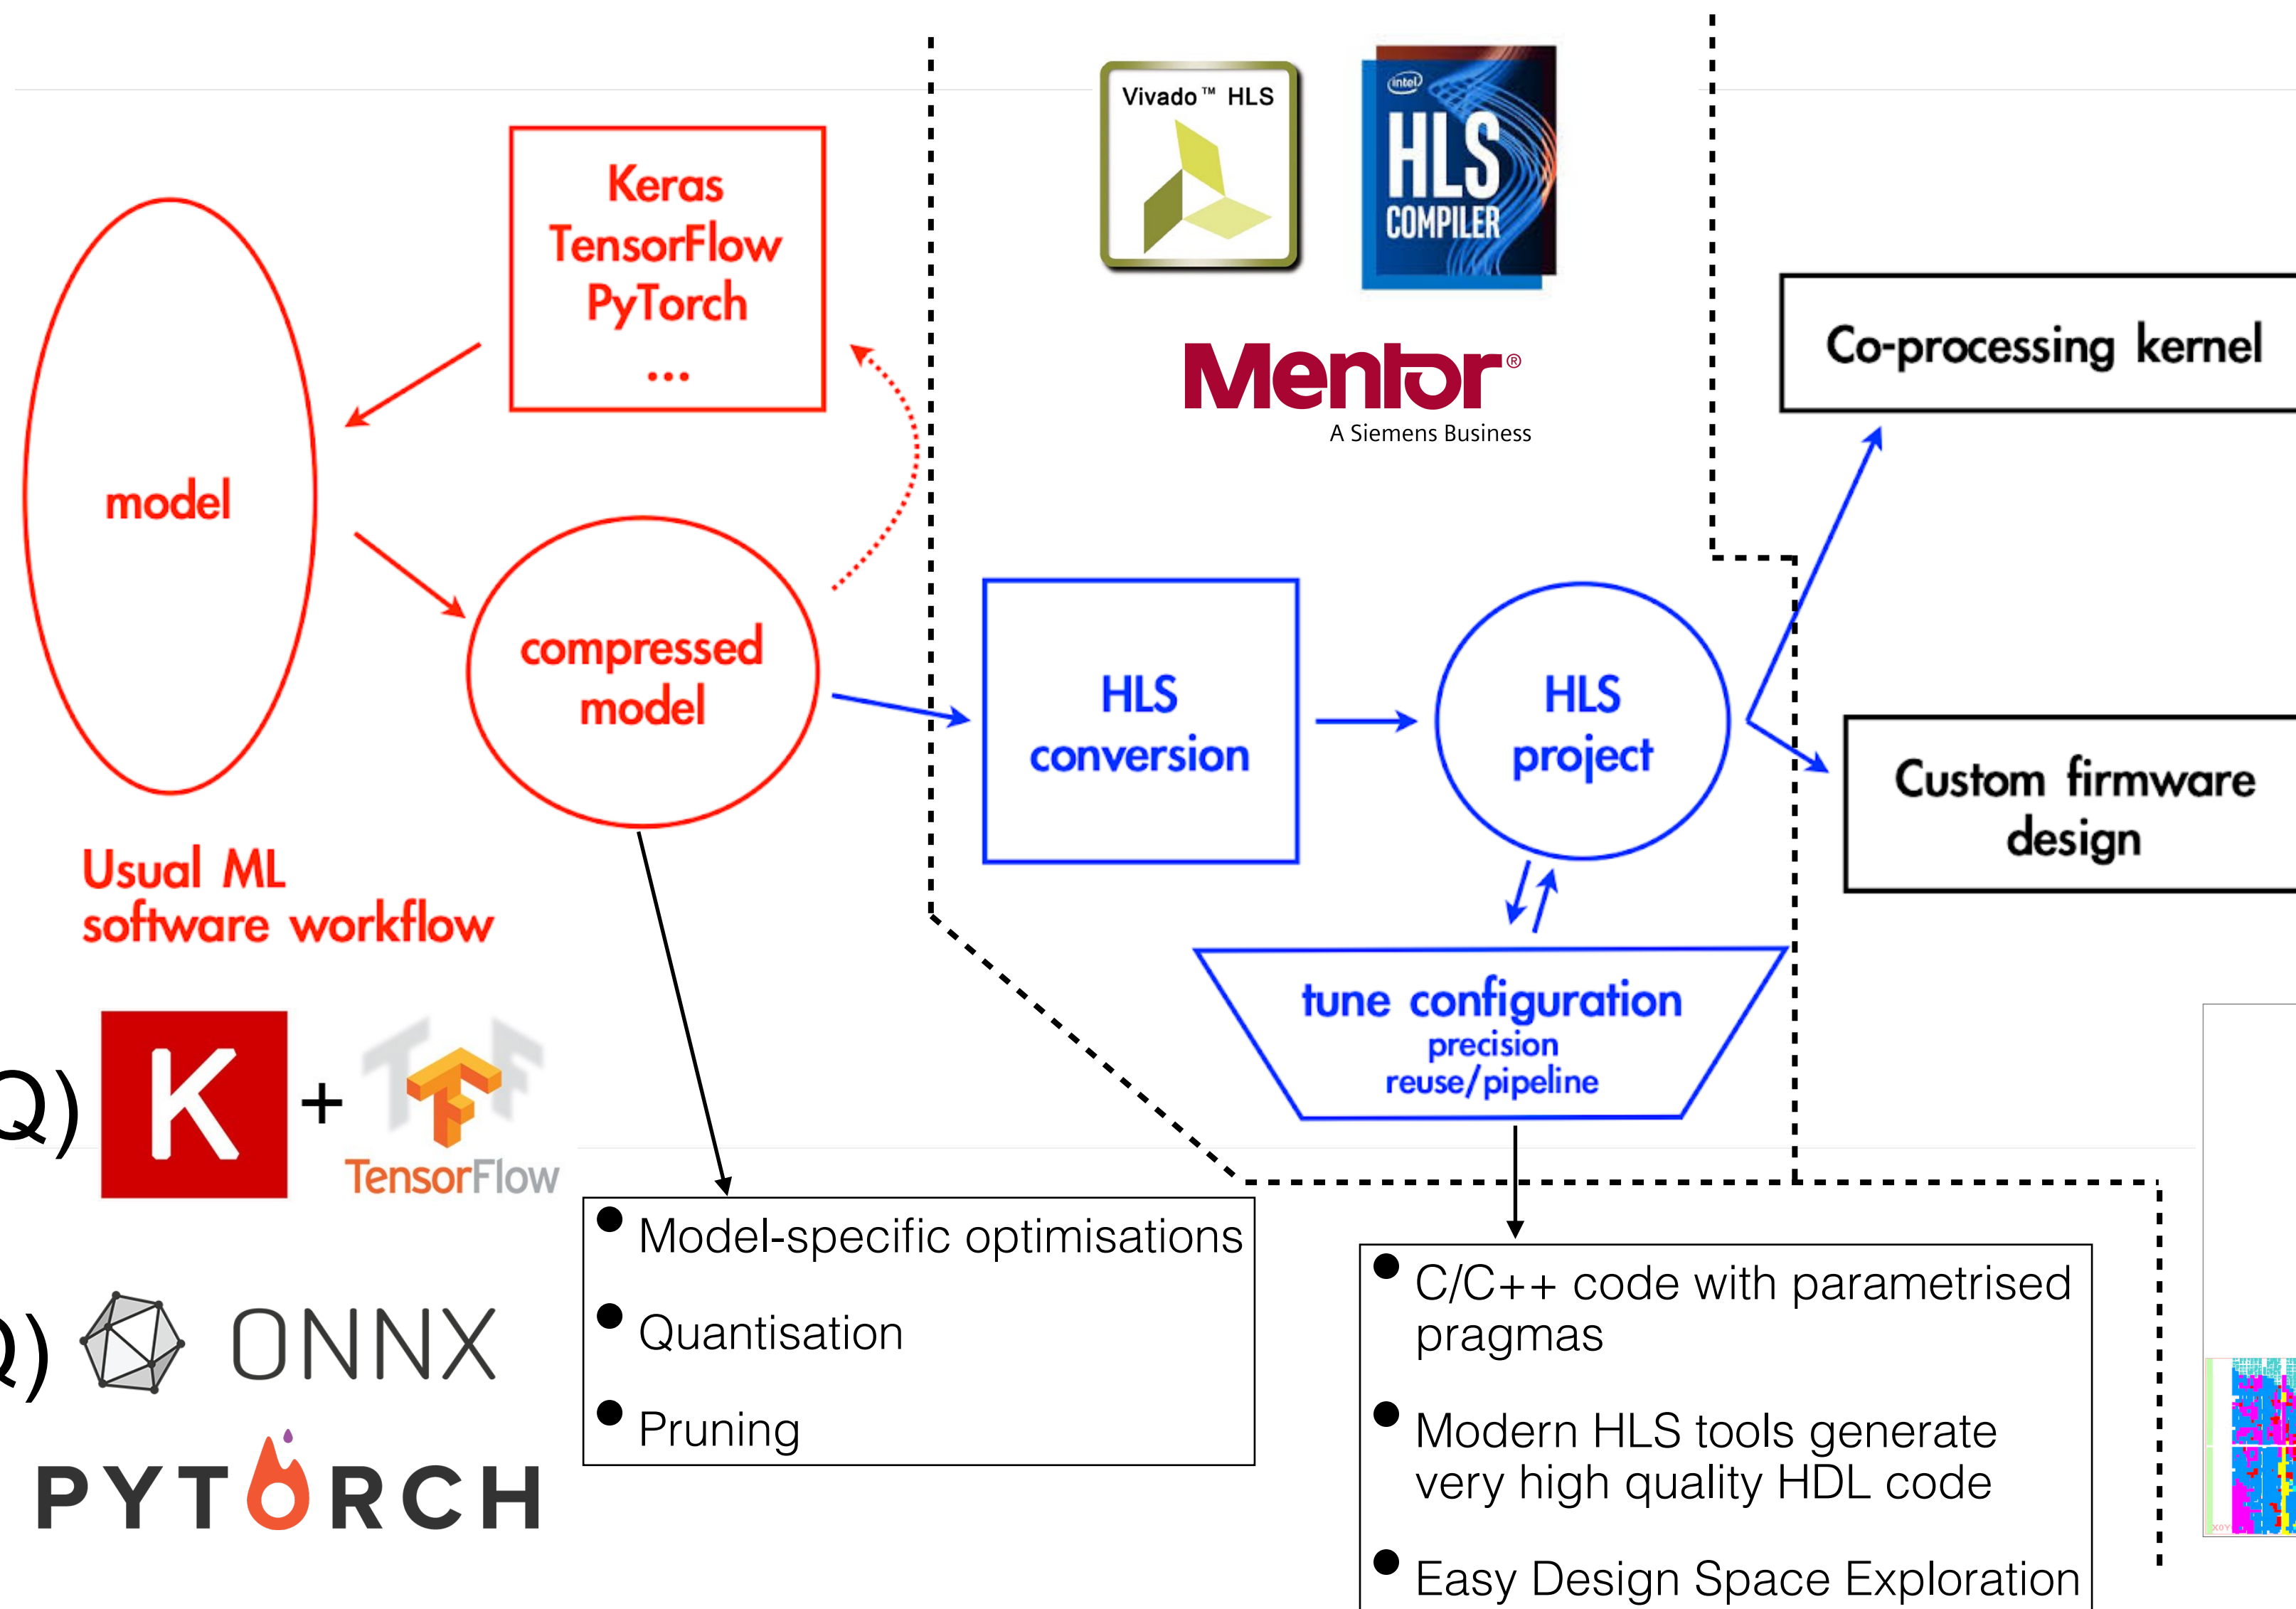 Keras
TensorFlow
PyTorch
...
model
compressed
model
Usual ML
software workflow
Q)
K
+
TF
TensorFlow
Q)
ONNX
PYTORCH
Model-specific optimisations
Quantisation
Pruning
Vivado™ HLS
intel
HLS
COMPILER
Mentor®
A Siemens Business
HLS
conversion
HLS
project
tune configuration
precision
reuse/pipeline
C/C++ code with parametrised
pragmas
Modern HLS tools generate
very high quality HDL code
Easy Design Space Exploration
Co-processing kernel
Custom firmware
design